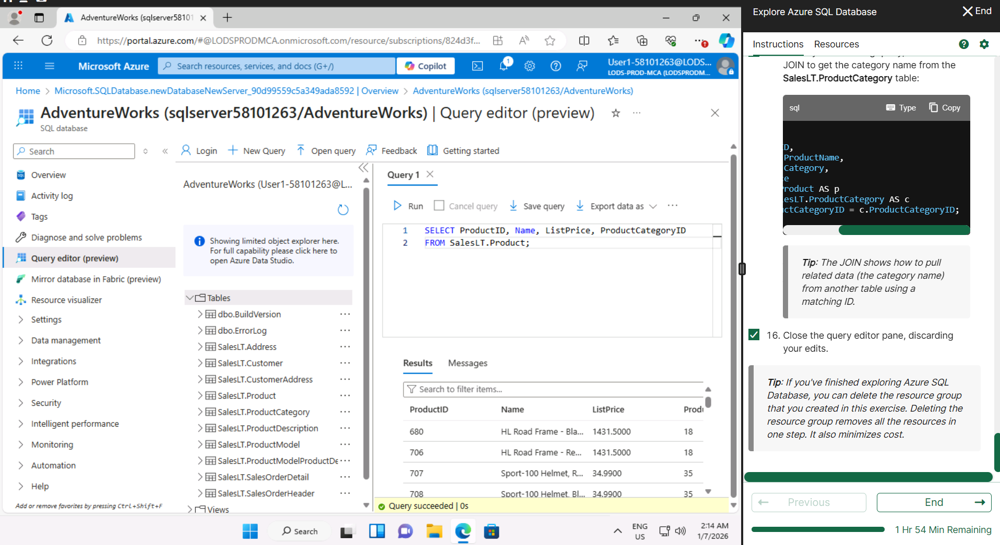 AdventureWorks (sqlserver58101
https://portal.azure.com/#@LODSPRODMCA.onmicrosoft.com/resource/subscriptions/824d3f...
Microsoft Azure
Search resources, services, and docs (G+/)
Copilot
1
User1-58101263@LODS...
LODS-PROD-MCA (LODSPRODM...
Home > Microsoft.SQLDatabase.newDatabaseNewServer_90d99559c5a349ada8592 | Overview > AdventureWorks (sqlserver58101263/AdventureWorks)
AdventureWorks (sqlserver58101263/AdventureWorks) | Query editor (preview)
SQL database
Search
Login
New Query
Open query
Feedback
Getting started
Overview
Activity log
Tags
Diagnose and solve problems
Query editor (preview)
Mirror database in Fabric (preview)
Resource visualizer
Settings
Data management
Integrations
Power Platform
Security
Intelligent performance
Monitoring
Automation
Help
Add or remove favorites by pressing Ctrl+Shift+F
AdventureWorks (User1-58101263@L...
Showing limited object explorer here.
For full capability please click here to
open Azure Data Studio.
Tables
dbo.BuildVersion
dbo.ErrorLog
SalesLT.Address
SalesLT.Customer
SalesLT.CustomerAddress
SalesLT.Product
SalesLT.ProductCategory
SalesLT.ProductDescription
SalesLT.ProductModel
SalesLT.ProductModelProductDe
SalesLT.SalesOrderDetail
SalesLT.SalesOrderHeader
Views
Query 1
Run
Cancel query
Save query
Export data as
1 SELECT ProductID, Name, ListPrice, ProductCategoryID
2 FROM SalesLT.Product;
Results
Messages
Search to filter items...
ProductID Name ListPrice Produ
680 HL Road Frame - Bla... 1431.5000 18
706 HL Road Frame - Re... 1431.5000 18
707 Sport-100 Helmet, R... 34.9900 35
708 Sport-100 Helmet, Bl... 34.9900 35
Query succeeded | 0s
Search
ENG
US
2:14 AM
1/7/2026
Explore Azure SQL Database
End
Instructions
Resources
JOIN to get the category name from the
SalesLT.ProductCategory table:
sql
Type
Copy
D,
ProductName,
Category,
e
roduct AS p
esLT.ProductCategory AS c
ctCategoryID = c.ProductCategoryID;
Tip: The JOIN shows how to pull
related data (the category name)
from another table using a
matching ID.
16. Close the query editor pane, discarding
your edits.
Tip: If you've finished exploring Azure SQL
Database, you can delete the resource group
that you created in this exercise. Deleting the
resource group removes all the resources in
one step. It also minimizes cost.
Previous
End
1 Hr 54 Min Remaining